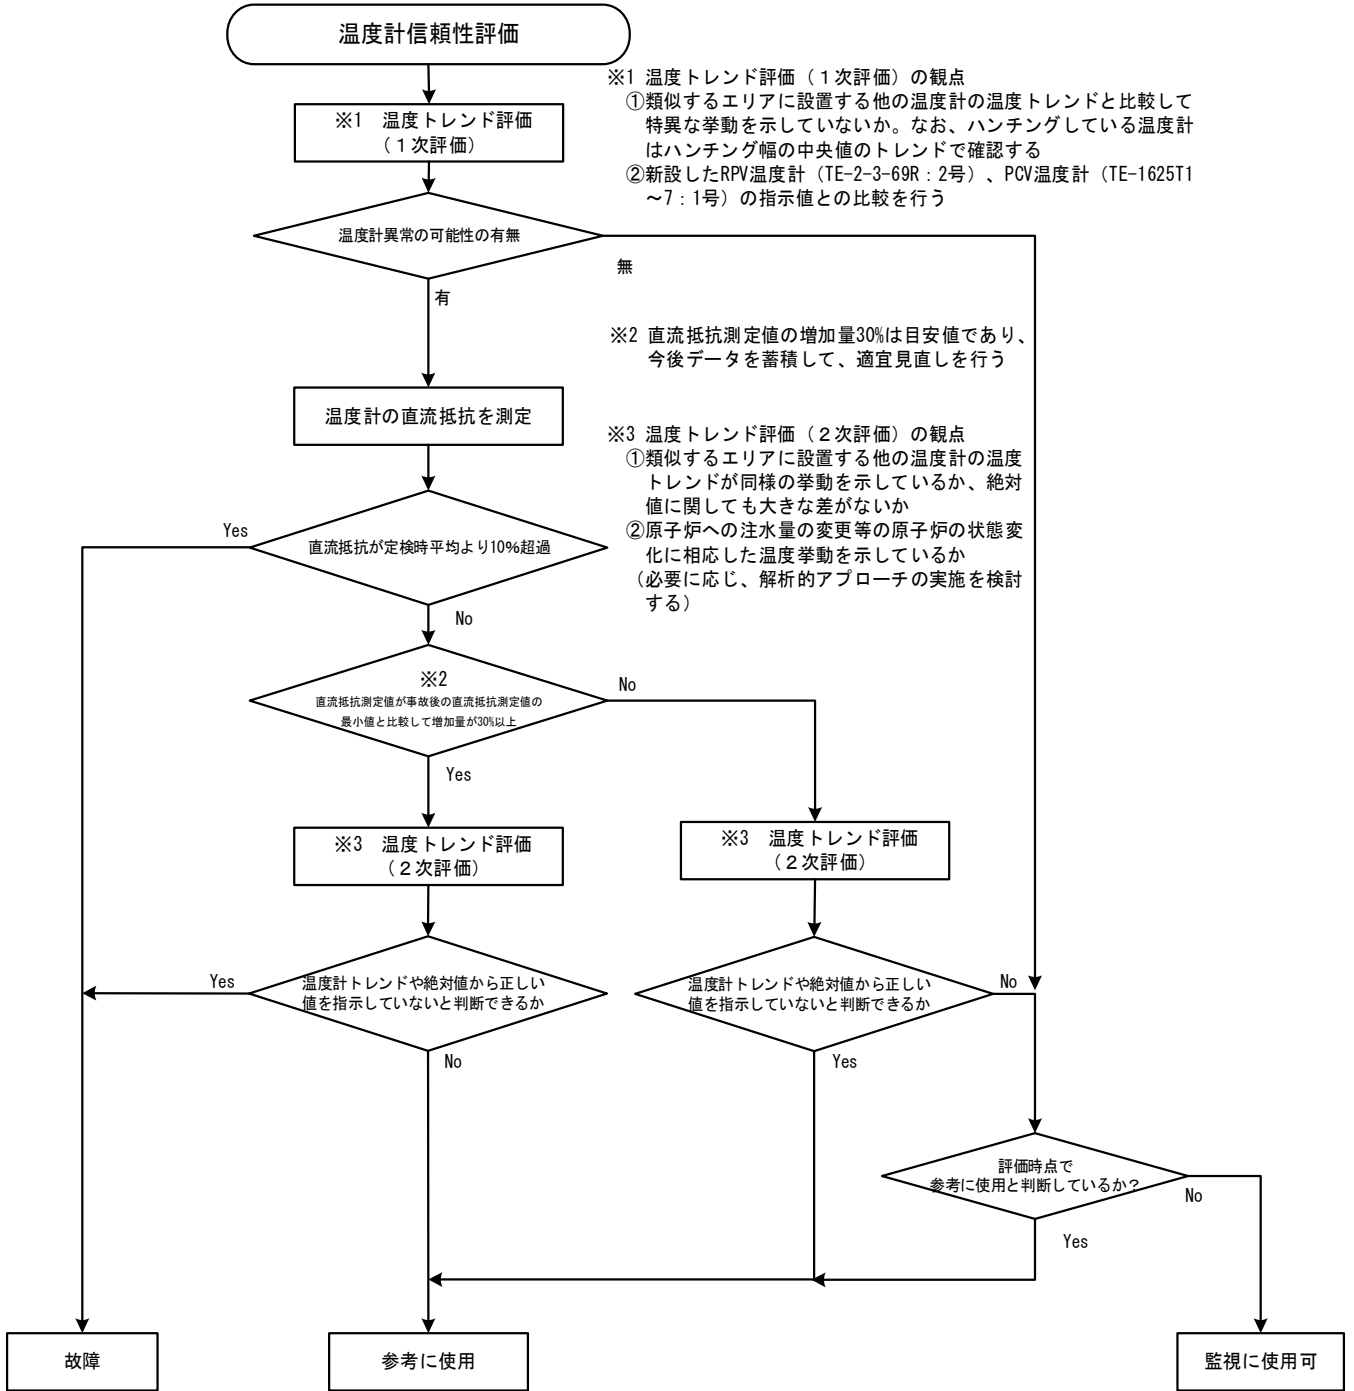 温度計信頼性評価
※1　温度トレンド評価
（１次評価）
※1 温度トレンド評価（１次評価）の観点
①類似するエリアに設置する他の温度計の温度トレンドと比較して
特異な挙動を示していないか。なお、ハンチングしている温度計
はハンチング幅の中央値のトレンドで確認する
②新設したRPV温度計（TE-2-3-69R：2号）、PCV温度計（TE-1625T1
～7：1号）の指示値との比較を行う
温度計異常の可能性の有無
無
有
※2 直流抵抗測定値の増加量30%は目安値であり、
今後データを蓄積して、適宜見直しを行う
温度計の直流抵抗を測定
※3 温度トレンド評価（２次評価）の観点
①類似するエリアに設置する他の温度計の温度
トレンドが同様の挙動を示しているか、絶対
値に関しても大きな差がないか
②原子炉への注水量の変更等の原子炉の状態変
化に相応した温度挙動を示しているか
（必要に応じ、解析的アプローチの実施を検討
する）
Yes
直流抵抗が定検時平均より10%超過
No
※2
直流抵抗測定値が事故後の直流抵抗測定値の
最小値と比較して増加量が30%以上
No
Yes
※3　温度トレンド評価
（２次評価）
※3　温度トレンド評価
（２次評価）
Yes
温度計トレンドや絶対値から正しい
値を指示していないと判断できるか
No
温度計トレンドや絶対値から正しい
値を指示していないと判断できるか
No
Yes
評価時点で
参考に使用と判断しているか？
No
Yes
故障
参考に使用
監視に使用可